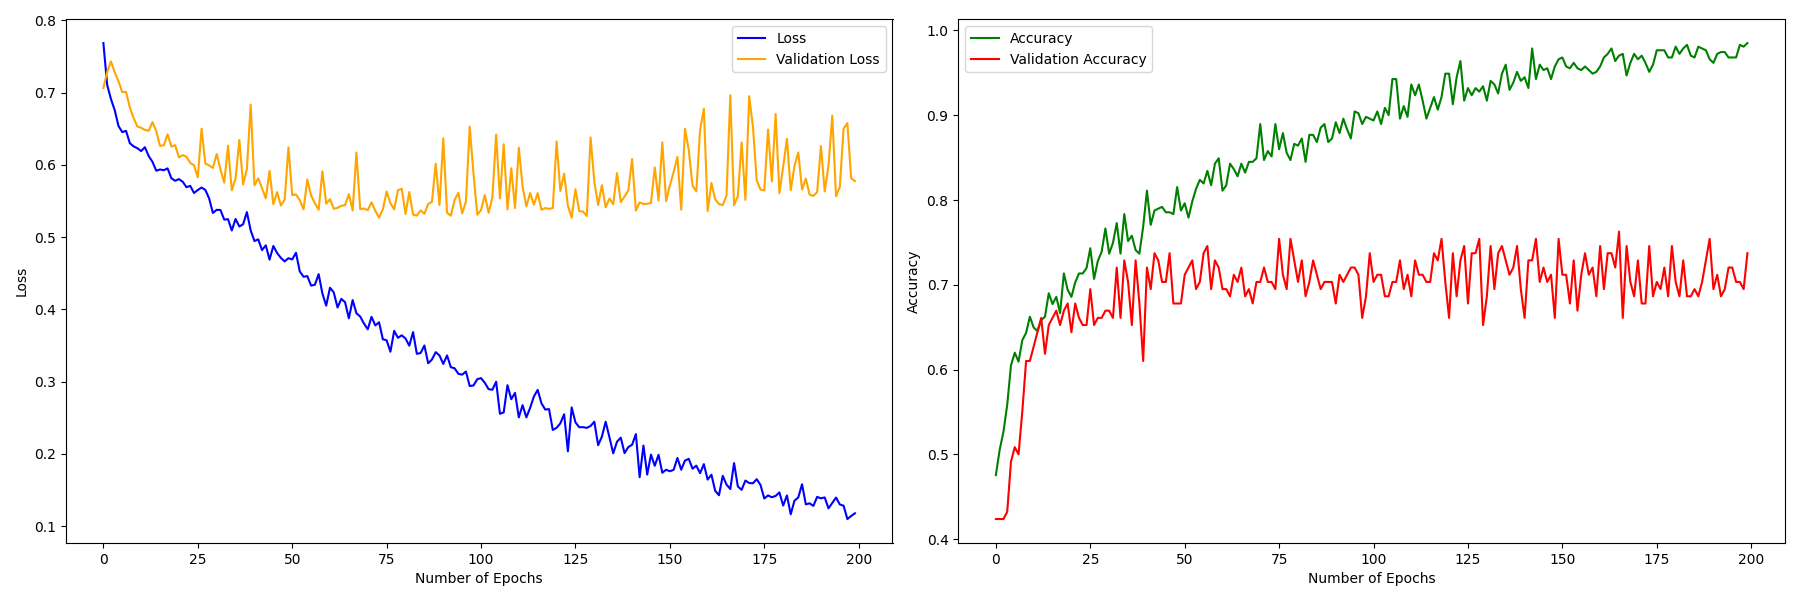 Loss
Validation Loss
0.8
0.7
0.6
0.5
0.4
0.3
0.2
0.1
Loss
0 25 50 75 100 125 150 175 200
Number of Epochs
Accuracy
Validation Accuracy
1.0
0.9
0.8
0.7
0.6
0.5
0.4
Accuracy
0 25 50 75 100 125 150 175 200
Number of Epochs